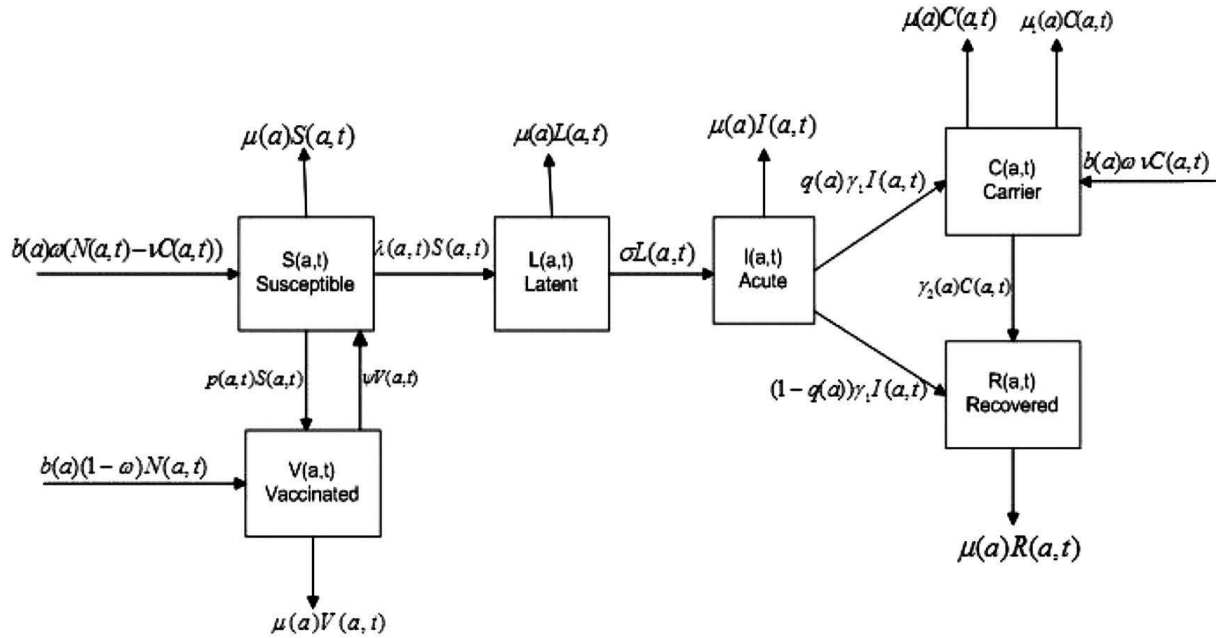 μ(a)C(a,t)
μ₁(a)C(a,t)
μ(a)S(a,t)
μ(a)L(a,t)
μ(a)I(a,t)
C(a,t)
Carrier
b(a)ω νC(a,t)
q(a)γ₁I(a,t)
b(a)ω(N(a,t)−νC(a,t))
S(a,t)
Susceptible
λ(a,t)S(a,t)
L(a,t)
Latent
σL(a,t)
I(a,t)
Acute
γ₂(a)C(a,t)
p(a,t)S(a,t)
ψV(a,t)
(1−q(a))γ₁I(a,t)
R(a,t)
Recovered
b(a)(1−ω)N(a,t)
V(a,t)
Vaccinated
μ(a)R(a,t)
μ(a)V(a,t)